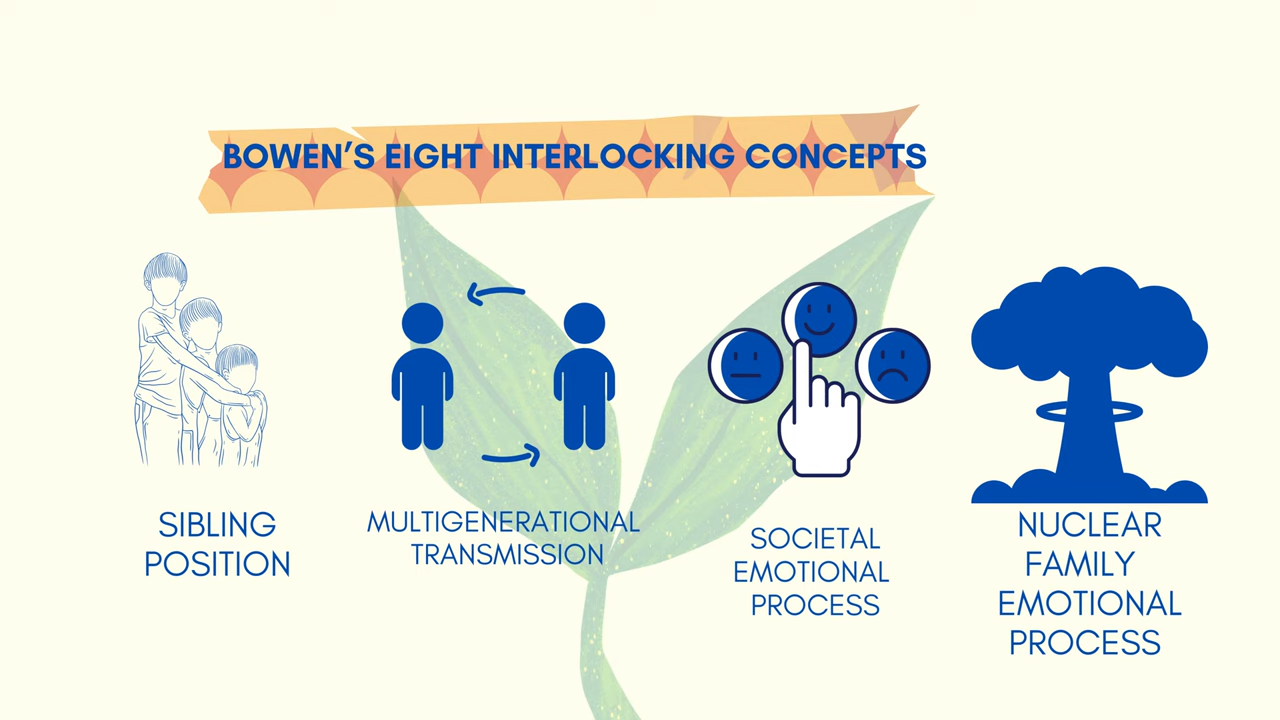 BOWEN’S EIGHT INTERLOCKING CONCEPTS
SIBLING
POSITION
MULTIGENERATIONAL
TRANSMISSION
SOCIETAL
EMOTIONAL
PROCESS
NUCLEAR
FAMILY
EMOTIONAL
PROCESS